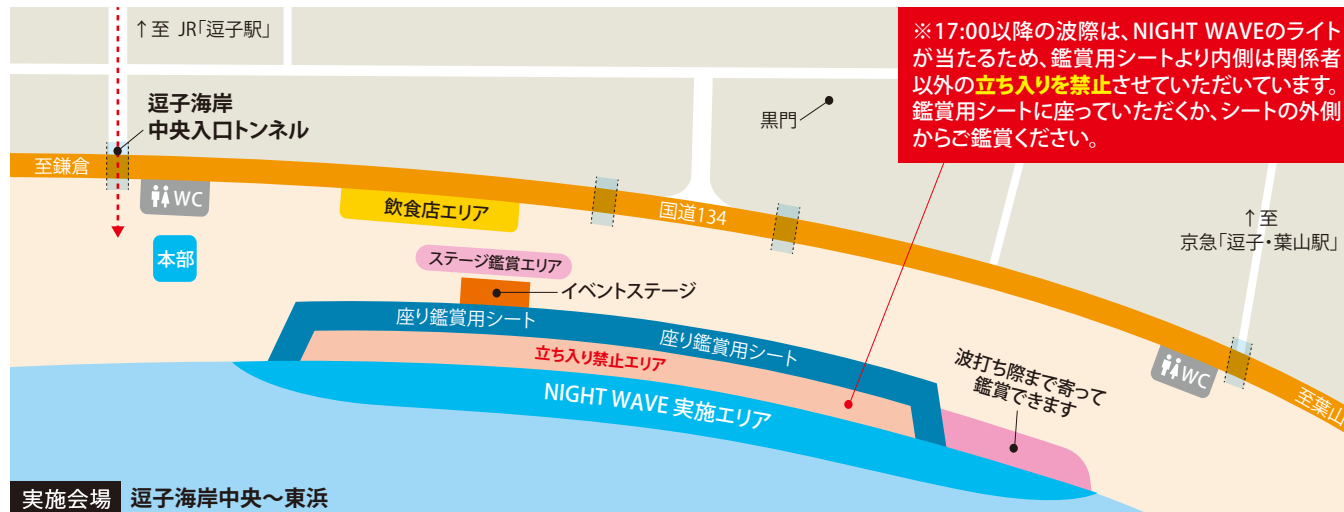 ↑至 JR「逗子駅」
※17:00以降の波際は、NIGHT WAVEのライト
が当たるため、鑑賞用シートより内側は関係者
以外の立ち入りを禁止させていただいています。
鑑賞用シートに座っていただくか、シートの外側
からご鑑賞ください。
逗子海岸
中央入口トンネル
黒門
至鎌倉
WC
飲食店エリア
国道134
↑至
京急「逗子・葉山駅」
本部
ステージ鑑賞エリア
イベントステージ
座り鑑賞用シート
座り鑑賞用シート
立ち入り禁止エリア
波打ち際まで寄って
鑑賞できます
WC
至葉山
NIGHT WAVE 実施エリア
実施会場 逗子海岸中央〜東浜